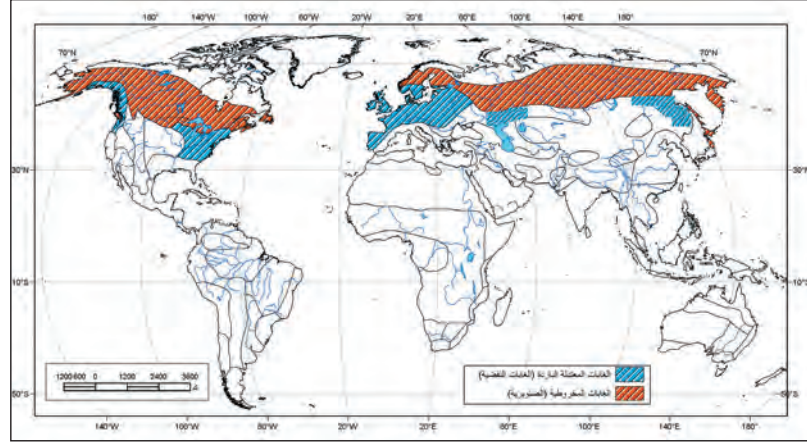 180° 140°W 100°W 60°W 20°W 0° 20°E 60°E 100°E 140°E 180°
70°N 70°N
30°N 30°N
10°S 10°S
50°S 50°S
الغابات المعتدلة الباردة (الغابات النفضية)
الغابات المخروطية (الصنوبرية)
1200600 0 1200 2400 3600
140°W 100°W 60°W 20°W 20°E 60°E 100°E 140°E 180°